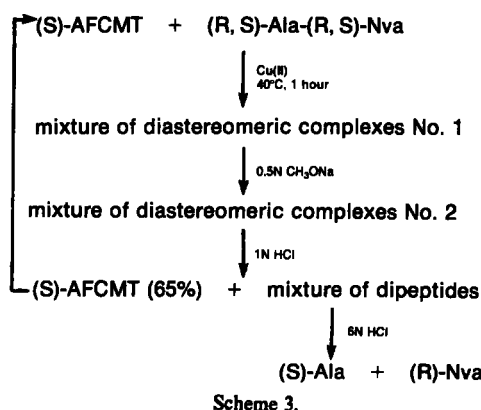 (S)-AFCMT + (R, S)-Ala-(R, S)-Nva
Cu(II)
40°C, 1 hour
mixture of diastereomeric complexes No. 1
0.5N CH₃ONa
mixture of diastereomeric complexes No. 2
1N HCl
(S)-AFCMT (65%) + mixture of dipeptides
6N HCl
(S)-Ala + (R)-Nva
Scheme 3.